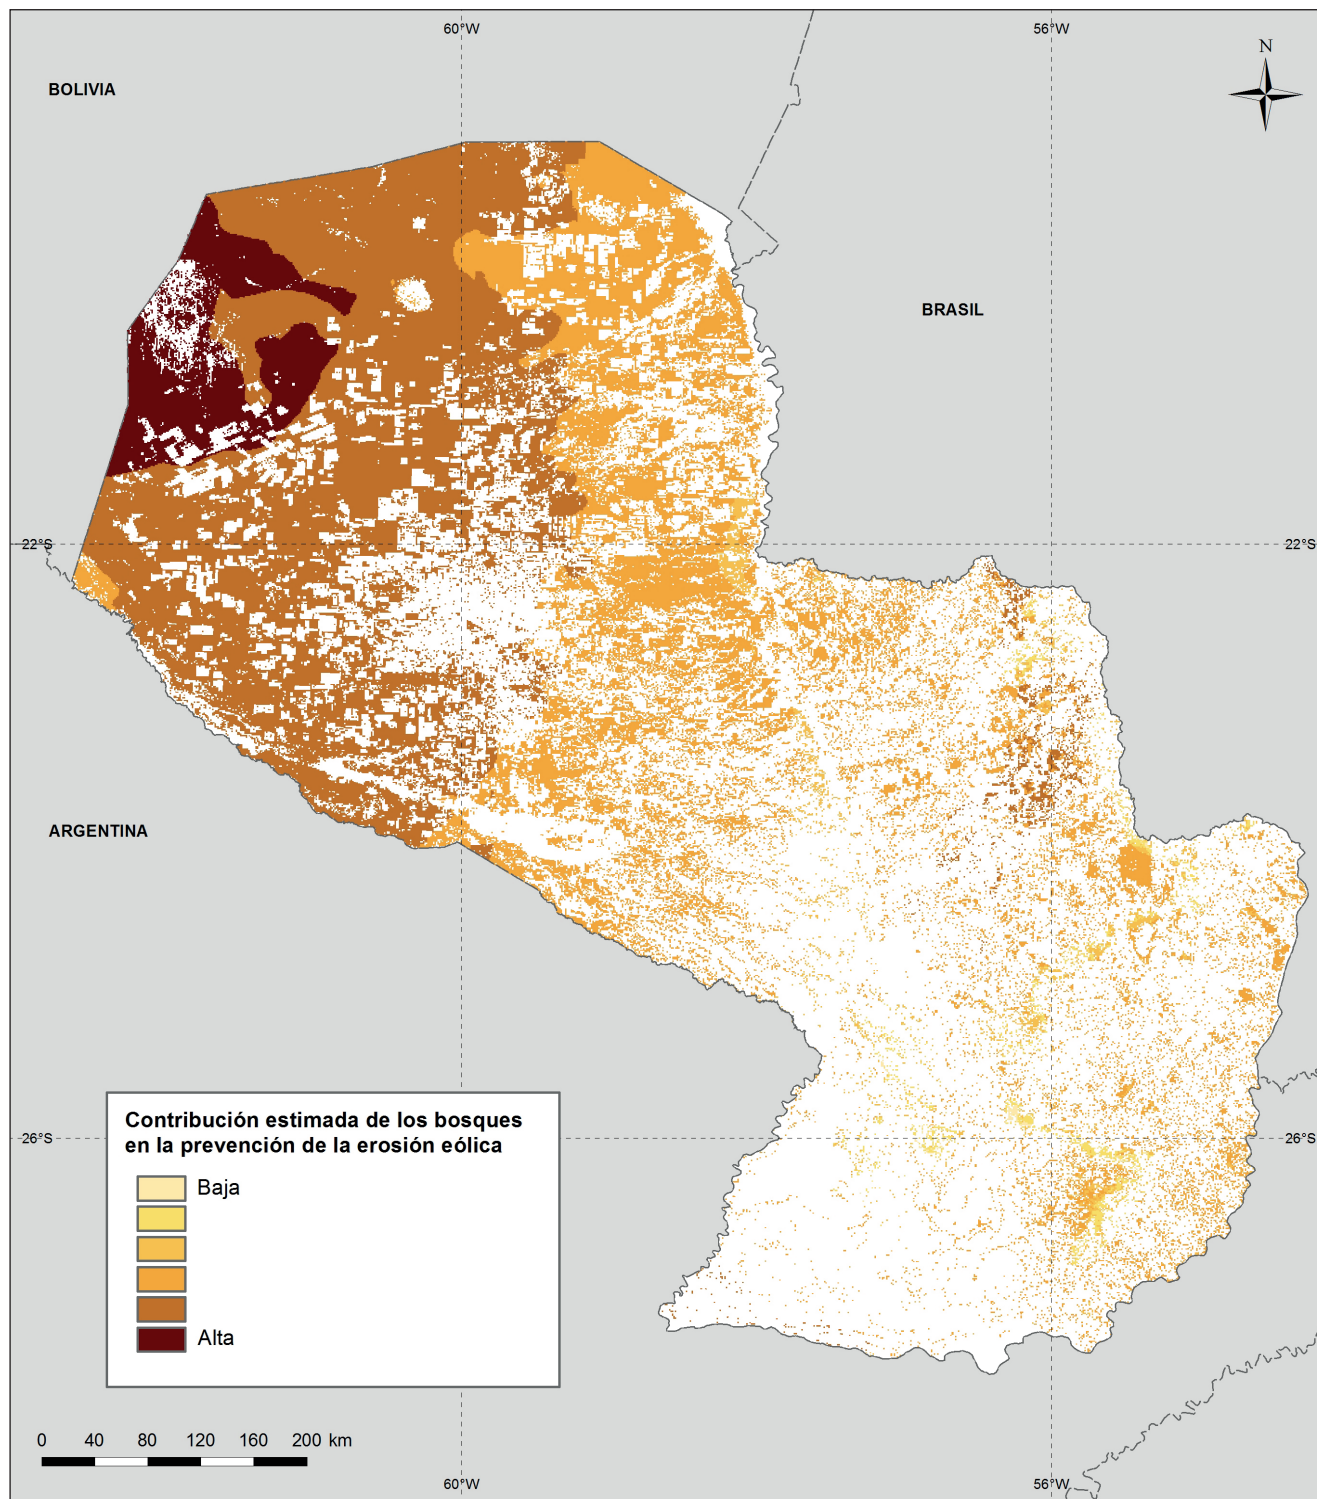 60°W
56°W
N
BOLIVIA
BRASIL
22°S
22°S
ARGENTINA
Contribución estimada de los bosques
en la prevención de la erosión eólica
Baja
Alta
26°S
26°S
0 40 80 120 160 200 km
60°W
56°W